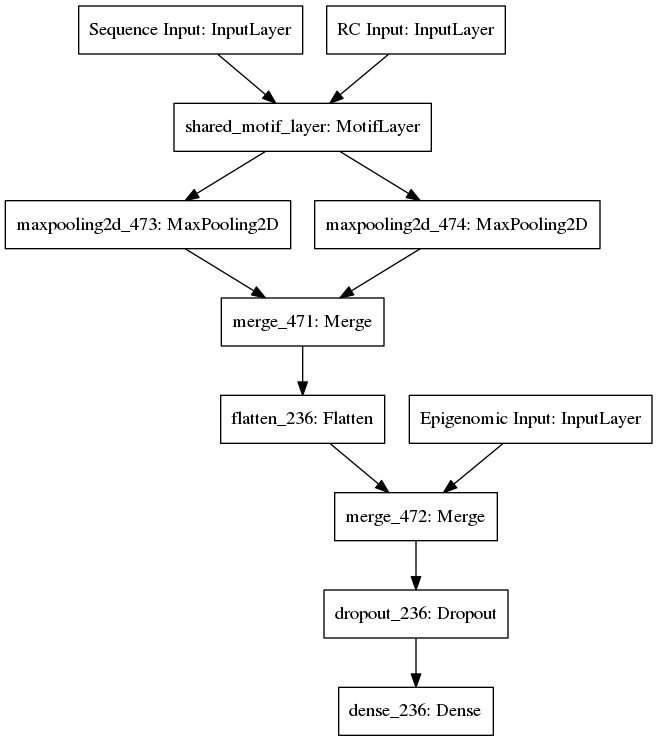 Sequence Input: InputLayer
RC Input: InputLayer
shared_motif_layer: MotifLayer
maxpooling2d_473: MaxPooling2D
maxpooling2d_474: MaxPooling2D
merge_471: Merge
flatten_236: Flatten
Epigenomic Input: InputLayer
merge_472: Merge
dropout_236: Dropout
dense_236: Dense